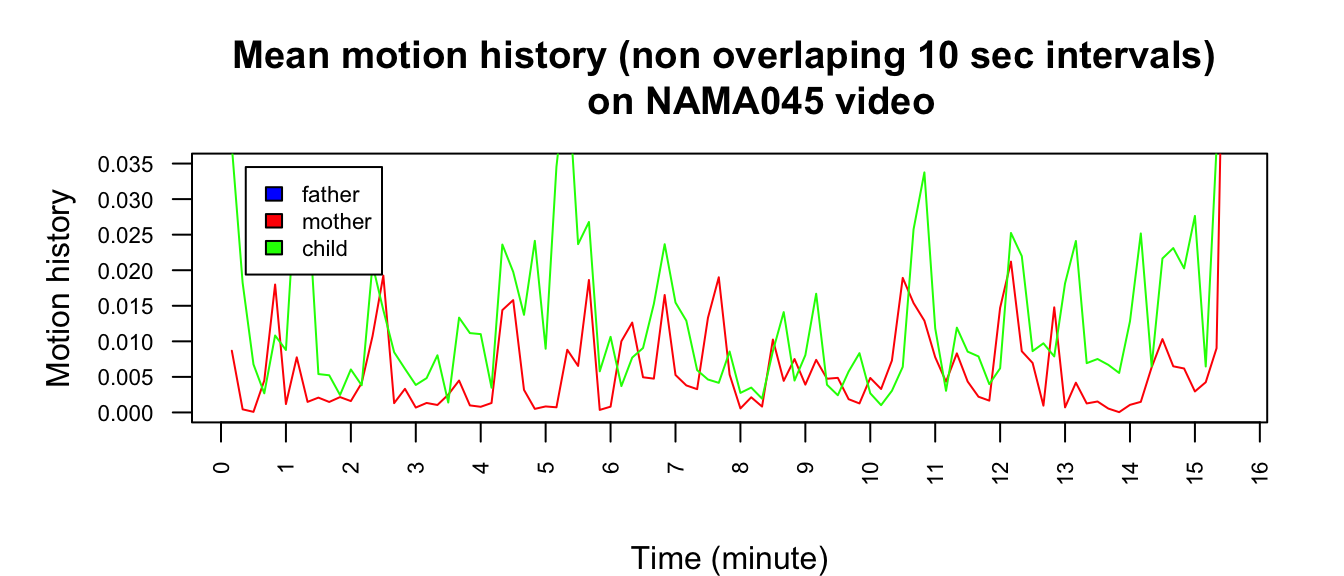 Mean motion history (non overlaping 10 sec intervals)
on NAMA045 video
Motion history
0.035
0.030
0.025
0.020
0.015
0.010
0.005
0.000
father
mother
child
0 1 2 3 4 5 6 7 8 9 10 11 12 13 14 15 16
Time (minute)